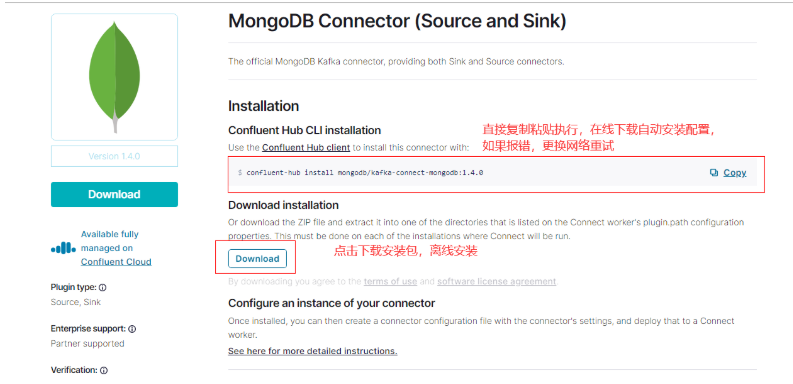 MongoDB Connector (Source and Sink)
The official MongoDB Kafka connector, providing both Sink and Source connectors.
Installation
Confluent Hub CLI installation
直接复制粘贴执行，在线下载自动安装配置，
如果报错，更换网络重试
Use the Confluent Hub client to install this connector with:
$ confluent-hub install mongodb/kafka-connect-mongodb:1.4.0
Copy
Version 1.4.0
Download
Download installation
Or download the ZIP file and extract it into one of the directories that is listed on the Connect worker's plugin.path configuration
properties. This must be done on each of the installations where Connect will be run.
Download
点击下载安装包，离线安装
By downloading you agree to the terms of use and software license agreement
Configure an instance of your connector
Once installed, you can then create a connector configuration file with the connector's settings, and deploy that to a Connect
worker.
See here for more detailed instructions.
Available fully
managed on
Confluent Cloud
Plugin type:
Source, Sink
Enterprise support:
Partner supported
Verification: